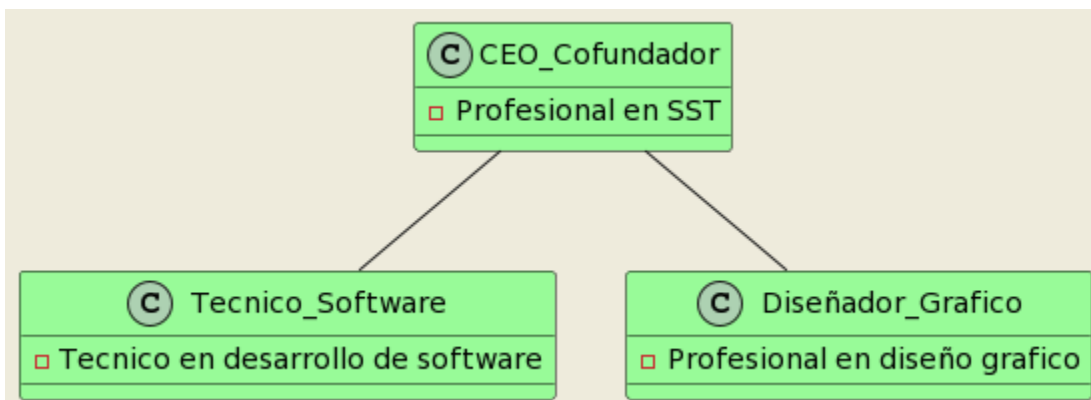 C CEO_Cofundador
Profesional en SST
C Tecnico_Software
Tecnico en desarrollo de software
C Diseñador_Grafico
Profesional en diseño grafico